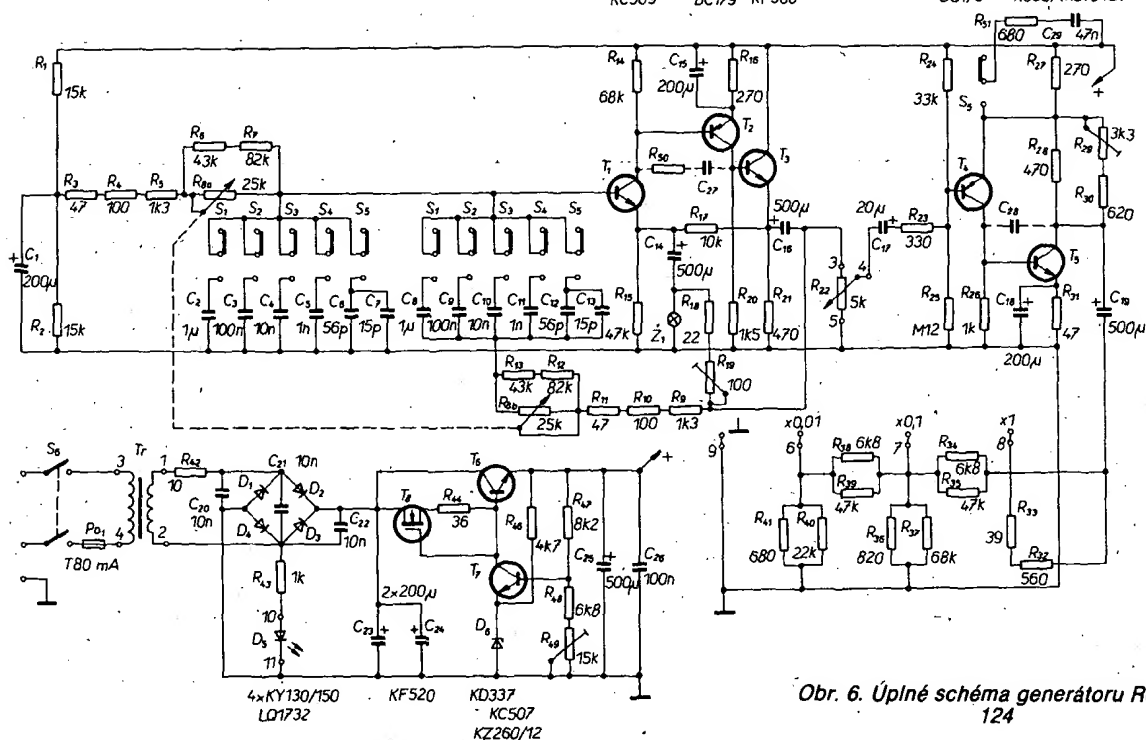 KC509
KF506
R51
680
C29
47n
R1
15k
R14
68k
C15
200μ
R16
270
R24
33k
S5
R27
270
+
R6
43k
R7
82k
T2
3k3
R29
R3
47
R4
100
R5
1k3
R8a
25k
T1
R50
C27
T3
T4
R28
470
C28
R30
620
S1
S2
S3
S4
S5
S1
S2
S3
S4
S5
C14
500μ
R17
10k
500μ
C16
20μ
C17
R23
330
T5
C1
200μ
3
4
R22
5k
5
C2
1μ
C3
100n
C4
10n
C5
1n
C6
56p
C7
15p
C8
1μ
C9
100n
C10
10n
C11
1n
C12
56p
C13
15p
R15
47k
Ž1
R18
22
R20
1k5
R21
470
R25
M12
R26
1k
C18
200μ
R31
47
C19
500μ
R2
15k
R13
43k
R12
82k
R8b
25k
R11
47
R10
100
R9
1k3
R19
100
9
x0,01
6
x0,1
7
x1
8
R38
6k8
R39
47k
R34
6k8
R35
47k
R33
39
R32
560
R41
680
R40
22k
R36
820
R37
68k
S6
Tr
3
4
1
2
Po1
T80 mA
R42
10
C20
10n
C21
10n
D1
D2
D3
D4
C22
10n
R43
1k
10
D5
11
T8
R44
36
T6
T7
R46
4k7
R47
8k2
C25
500μ
C26
100n
+
2×200μ
C23
C24
D6
R48
6k8
R49
15k
4×KY130/150
LQ1732
KF520
KD337
KC507
KZ260/12
Obr. 6. Úplné schéma generátoru R
124